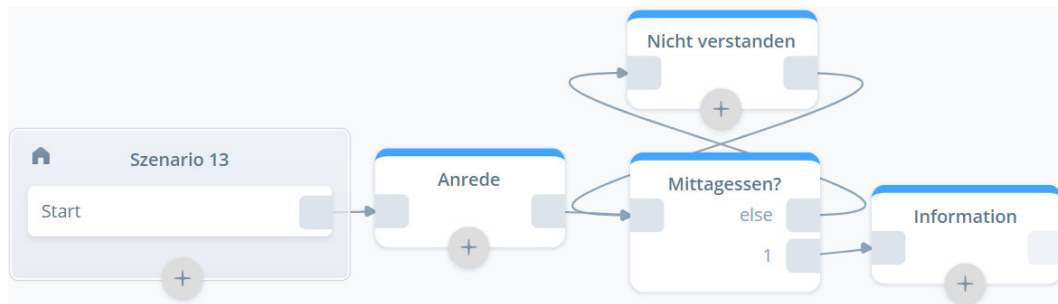 Nicht verstanden
Szenario 13
Start
Anrede
Mittagessen?
else
1
Information